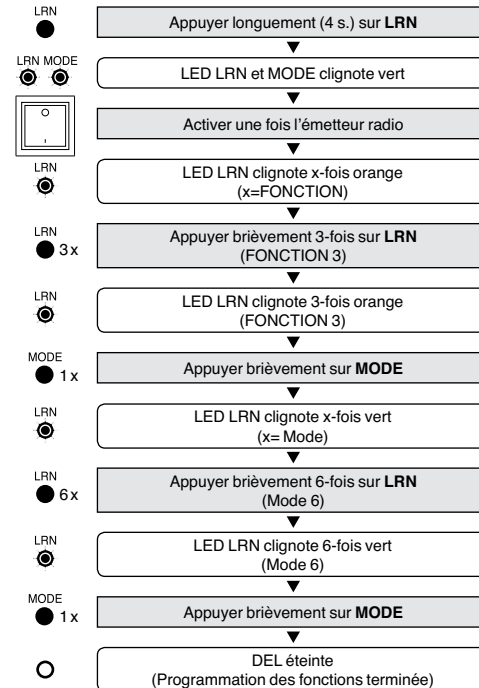 LRN
Appuyer longuement (4 s.) sur LRN
LRN MODE
LED LRN et MODE clignote vert
Activer une fois l'émetteur radio
LRN
LED LRN clignote x-fois orange
(x=FONCTION)
LRN
3x
Appuyer brièvement 3-fois sur LRN
(FONCTION 3)
LRN
LED LRN clignote 3-fois orange
(FONCTION 3)
MODE
1x
Appuyer brièvement sur MODE
LRN
LED LRN clignote x-fois vert
(x= Mode)
LRN
6x
Appuyer brièvement 6-fois sur LRN
(Mode 6)
LRN
LED LRN clignote 6-fois vert
(Mode 6)
MODE
1x
Appuyer brièvement sur MODE
DEL éteinte
(Programmation des fonctions terminée)